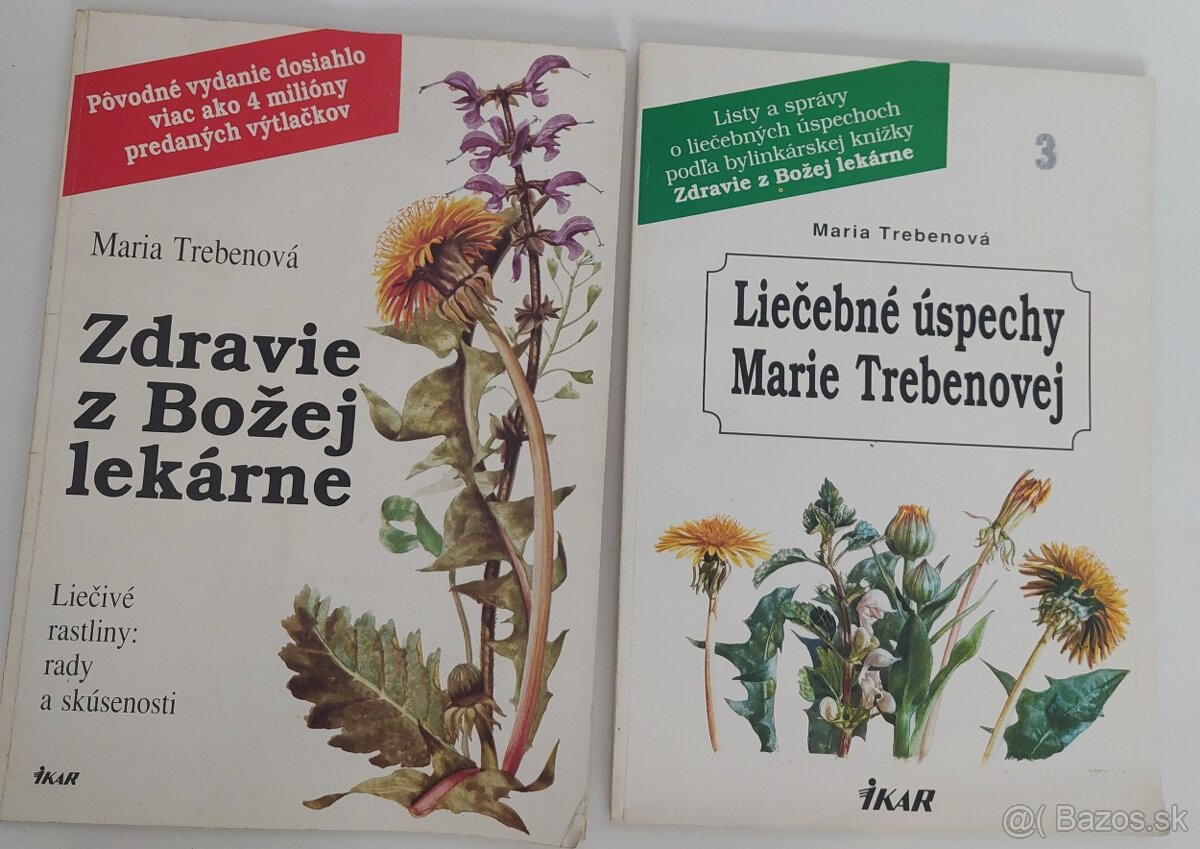 Pôvodné vydanie dosiahlo
viac ako 4 milióny
predaných výtlačkov
Maria Trebenová
Zdravie
z Božej
lekárne
Liečivé
rastliny:
rady
a skúsenosti
IKAR
Listy a správy
o liečebných úspechoch
podľa bylinkárskej knižky
Zdravie z Božej lekárne
3
Maria Trebenová
Liečebné úspechy
Marie Trebenovej
IKAR
@( Bazos.sk